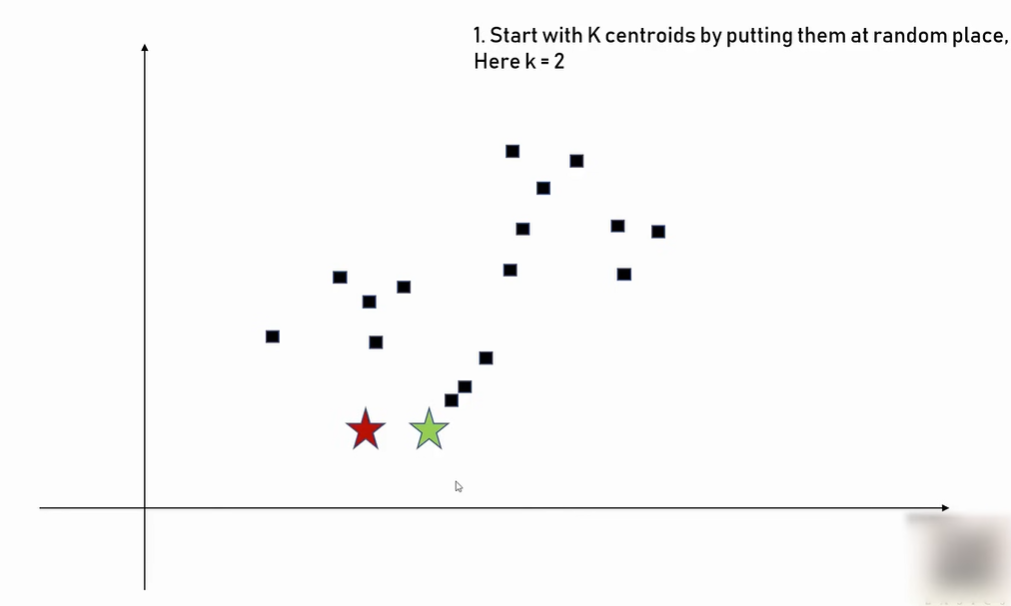 1. Start with K centroids by putting them at random place,
Here k = 2